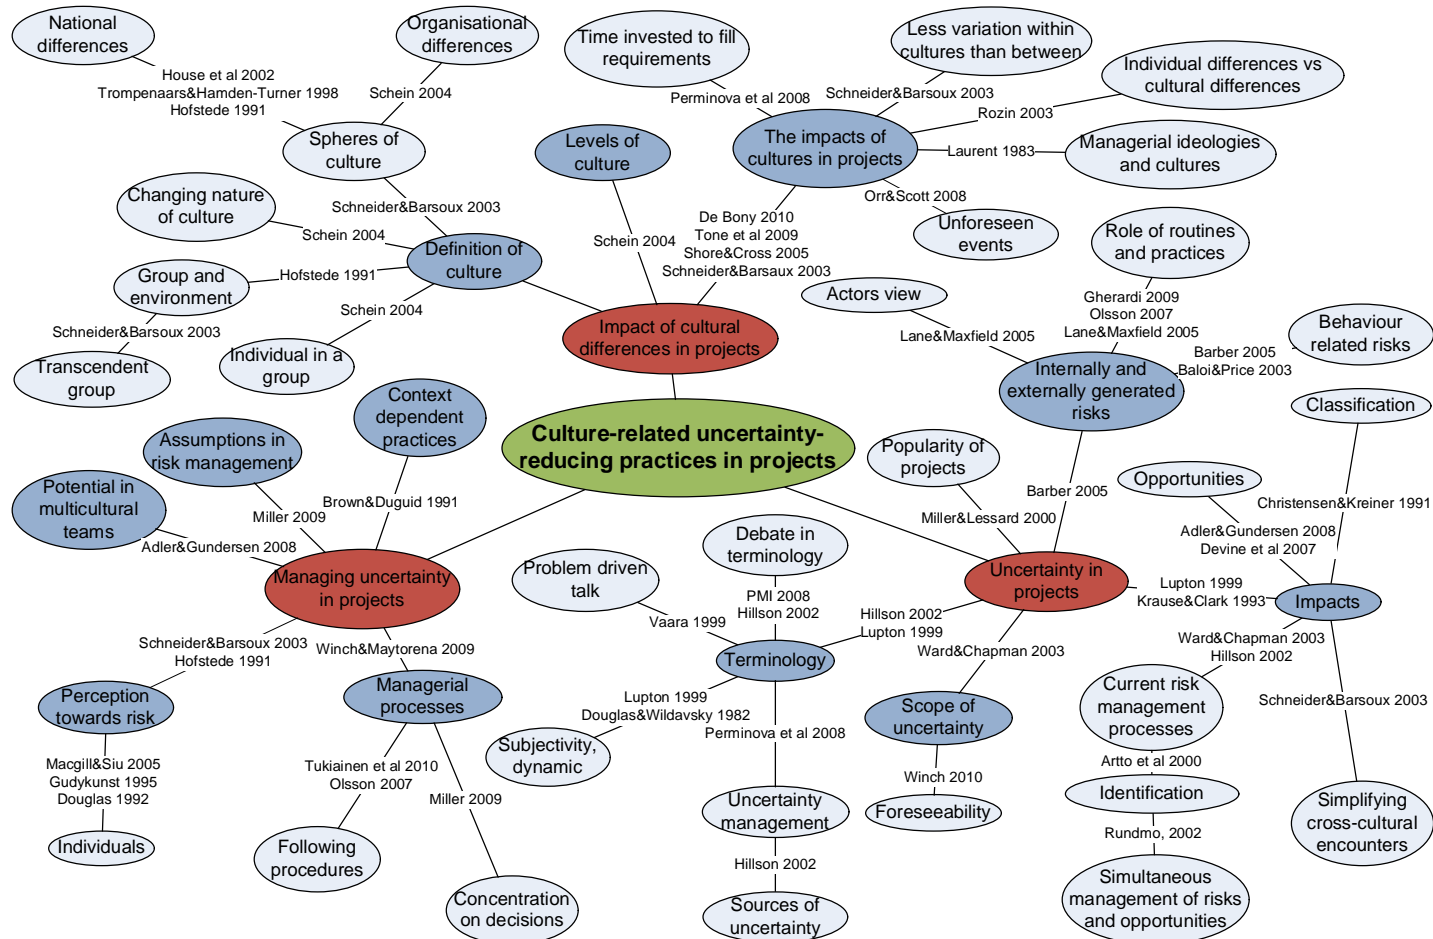 National
differences
Organisational
differences
Time invested to fill
requirements
Less variation within
cultures than between
Individual differences vs
cultural differences
House et al 2002
Trompenaars&Hamden-Turner 1998
Hofstede 1991
Schein 2004
Perminova et al 2008
Schneider&Barsoux 2003
Rozin 2003
Spheres of
culture
Levels of
culture
The impacts of
cultures in projects
Laurent 1983
Managerial ideologies
and cultures
Changing nature
of culture
Schneider&Barsoux 2003
Schein 2004
Orr&Scott 2008
Unforeseen
events
Role of routines
and practices
Definition of
culture
Schein 2004
De Bony 2010
Tone et al 2009
Shore&Cross 2005
Schneider&Barsaux 2003
Group and
environment
Hofstede 1991
Schein 2004
Actors view
Gherardi 2009
Olsson 2007
Lane&Maxfield 2005
Schneider&Barsoux 2003
Impact of cultural
differences in projects
Lane&Maxfield 2005
Behaviour
related risks
Barber 2005
Baloi&Price 2003
Transcendent
group
Individual in a
group
Internally and
externally generated
risks
Context
dependent
practices
Classification
Assumptions in
risk management
Culture-related uncertainty-
reducing practices in projects
Popularity of
projects
Potential in
multicultural
teams
Brown&Duguid 1991
Barber 2005
Opportunities
Christensen&Kreiner 1991
Miller 2009
Miller&Lessard 2000
Adler&Gundersen 2008
Debate in
terminology
Adler&Gundersen 2008
Devine et al 2007
Managing uncertainty
in projects
Problem driven
talk
Uncertainty in
projects
PMI 2008
Hillson 2002
Lupton 1999
Krause&Clark 1993
Impacts
Vaara 1999
Hillson 2002
Lupton 1999
Schneider&Barsoux 2003
Hofstede 1991
Winch&Maytorena 2009
Terminology
Ward&Chapman 2003
Ward&Chapman 2003
Hillson 2002
Perception
towards risk
Managerial
processes
Lupton 1999
Douglas&Wildavsky 1982
Scope of
uncertainty
Current risk
management
processes
Schneider&Barsoux 2003
Subjectivity,
dynamic
Perminova et al 2008
Macgill&Siu 2005
Gudykunst 1995
Douglas 1992
Tukiainen et al 2010
Olsson 2007
Miller 2009
Winch 2010
Artto et al 2000
Uncertainty
management
Foreseeability
Identification
Simplifying
cross-cultural
encounters
Individuals
Following
procedures
Hillson 2002
Rundmo, 2002
Concentration
on decisions
Sources of
uncertainty
Simultaneous
management of risks
and opportunities